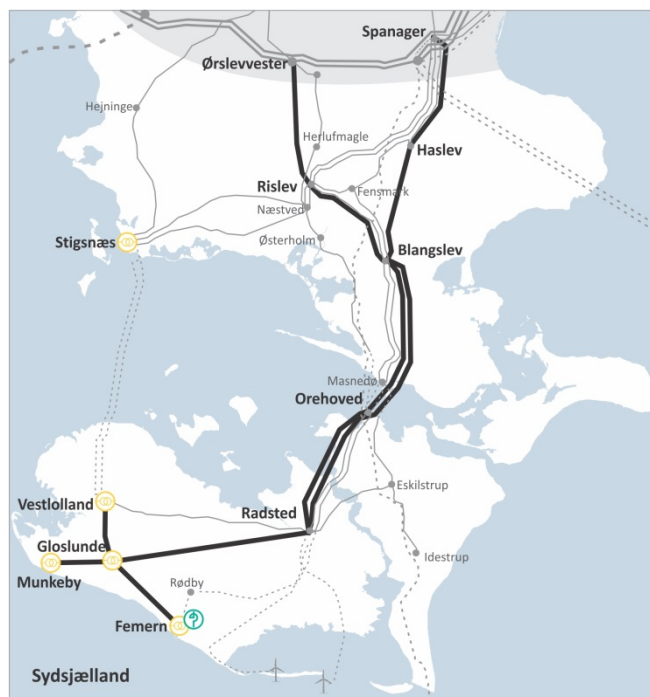 Spanager
Ørslevvester
Hejninge
Herlufmagle
Haslev
Rislev
Fensmark
Næstved
Stigsnæs
Østerholm
Blangslev
Masnedø
Orehoved
Eskilstrup
Vestlolland
Radsted
Gloslunde
Idestrup
Munkeby
Rødby
Femern
Sydsjælland